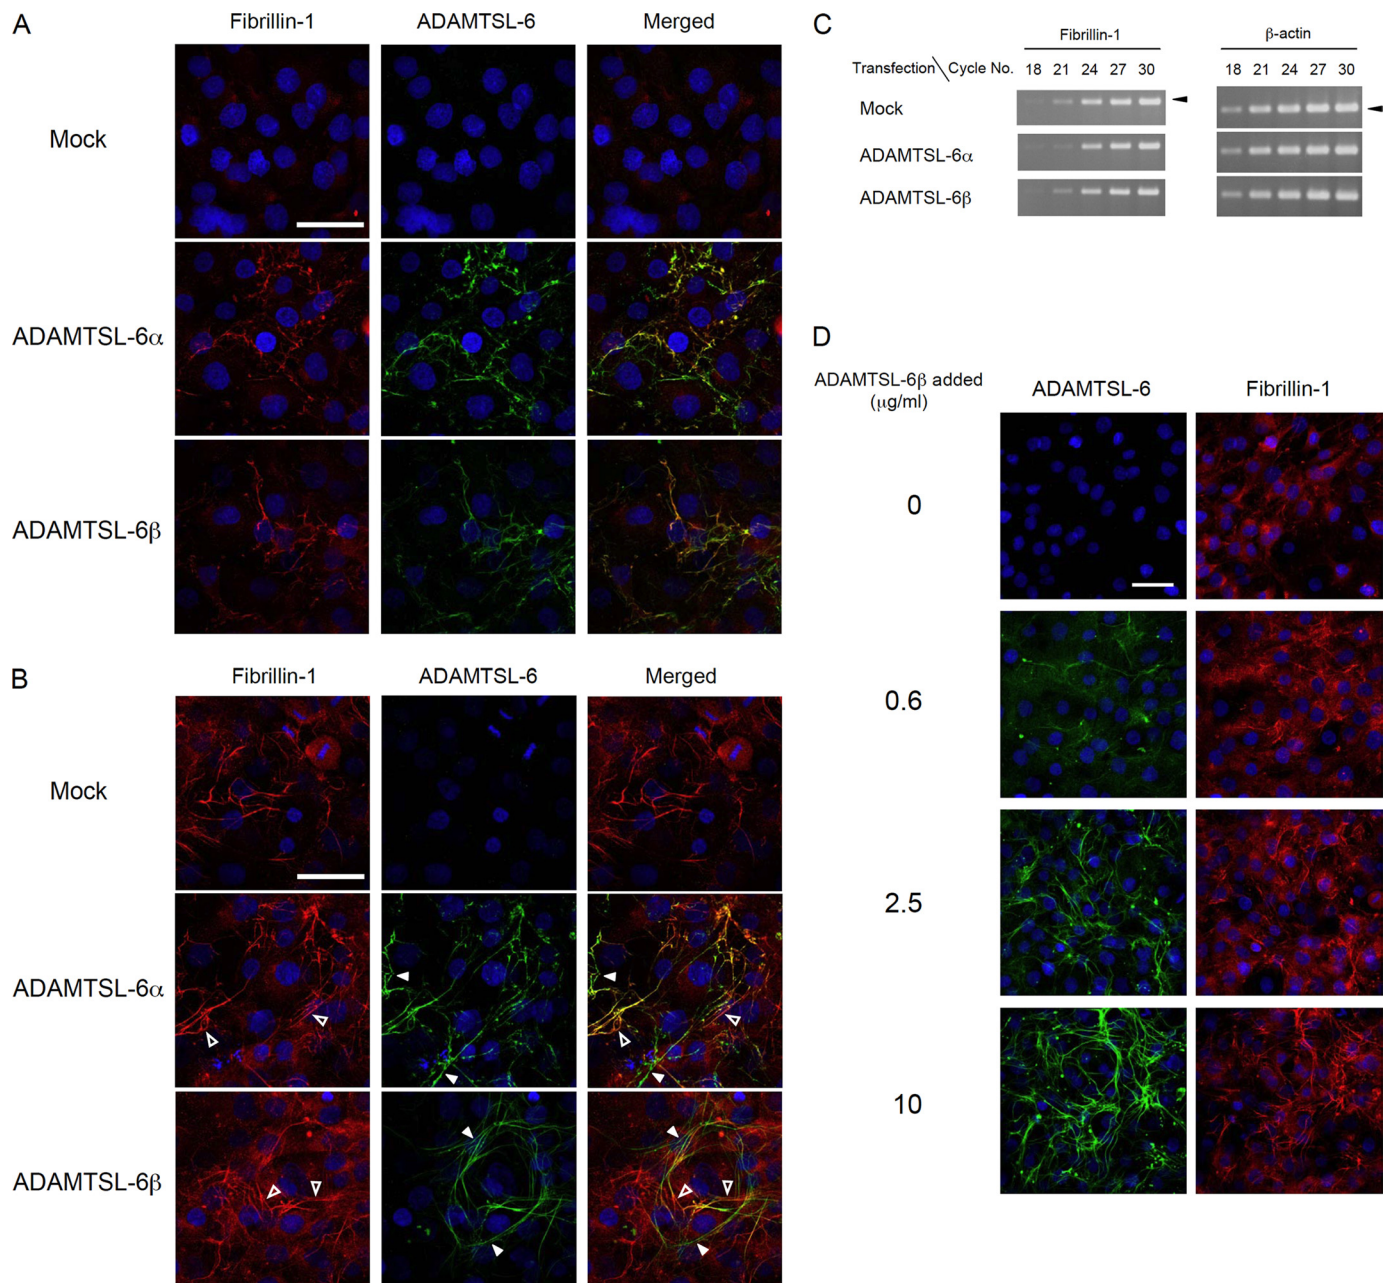 A
Fibrillin-1 ADAMTSL-6 Merged
Mock
ADAMTSL-6α
ADAMTSL-6β
B
Fibrillin-1 ADAMTSL-6 Merged
Mock
ADAMTSL-6α
ADAMTSL-6β
C
Fibrillin-1 β-actin
Transfection \ Cycle No. 18 21 24 27 30 18 21 24 27 30
Mock
ADAMTSL-6α
ADAMTSL-6β
D
ADAMTSL-6β added
(μg/ml)
ADAMTSL-6 Fibrillin-1
0
0.6
2.5
10